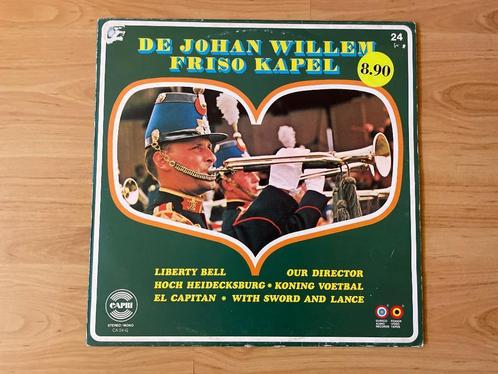 24
DE JOHAN WILLEM
FRISO KAPEL
8.90
LIBERTY BELL OUR DIRECTOR
HOCH HEIDECKSBURG • KONING VOETBAL
EL CAPITAN • WITH SWORD AND LANCE
CAPRI
STEREO/MONO